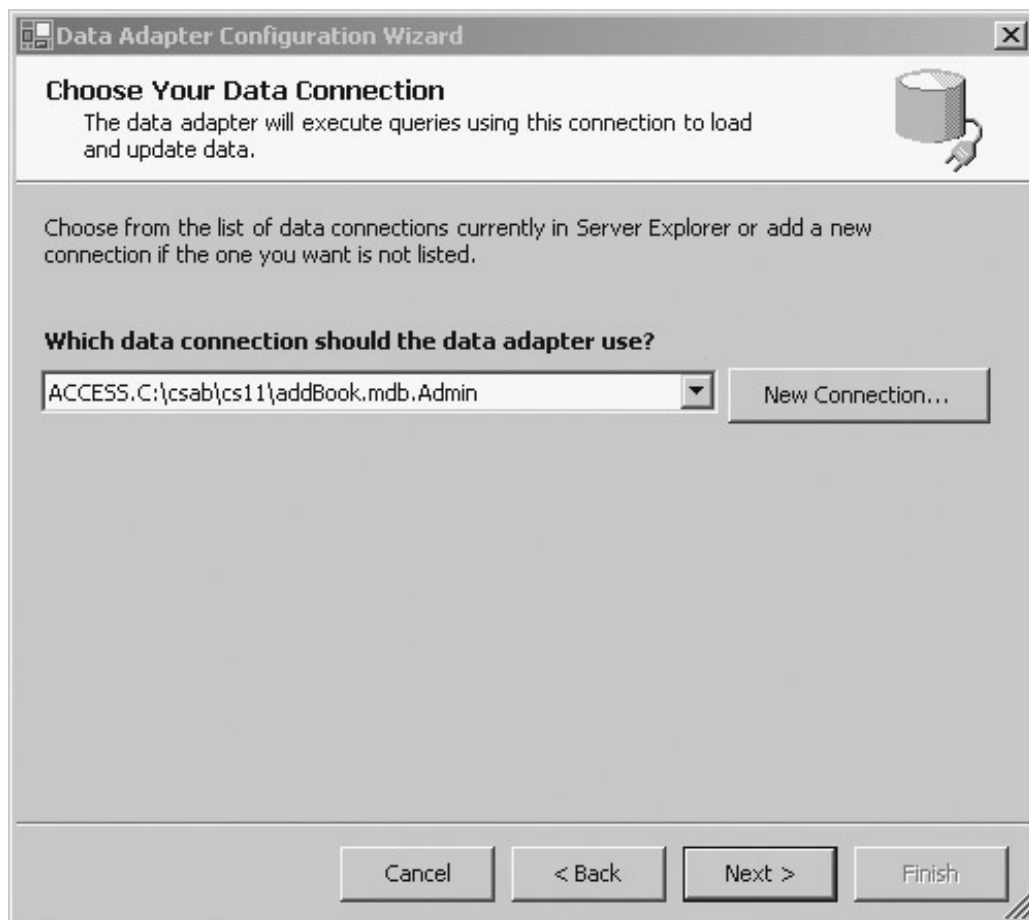 Data Adapter Configuration Wizard
Choose Your Data Connection
The data adapter will execute queries using this connection to load
and update data.
Choose from the list of data connections currently in Server Explorer or add a new
connection if the one you want is not listed.
Which data connection should the data adapter use?
ACCESS.C:\csab\cs11\addBook.mdb.Admin
New Connection...
Cancel
< Back
Next >
Finish